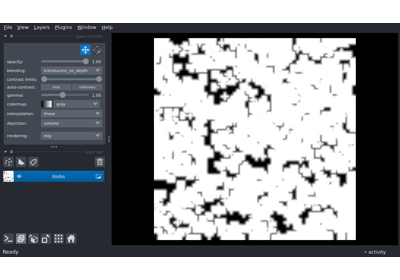 File View Layers Plugins Window Help
opacity: 1.00
blending: translucent_no_depth
contrast limits:
auto-contrast: once continuous
gamma: 1.00
colormap: gray
interpolation: linear
depiction: volume
rendering: mip
blobs
Ready
activity